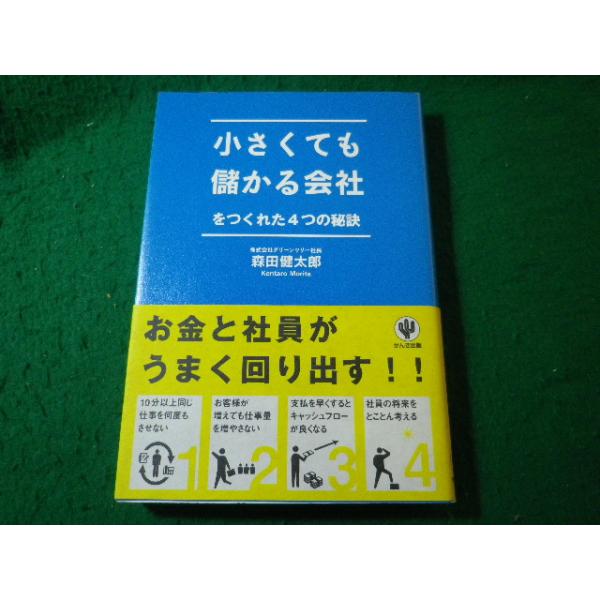 小さくても
儲かる会社
をつくれた4つの秘訣
株式会社グリーンツリー社長
森田健太郎
Kentaro Morita
お金と社員が
うまく回り出す！！
かんき出版
10分以上同じ
仕事を何度も
させない
1
お客様が
増えても仕事量
を増やさない
2
支払を早くすると
キャッシュフロー
が良くなる
3
社員の将来を
とことん考える
4